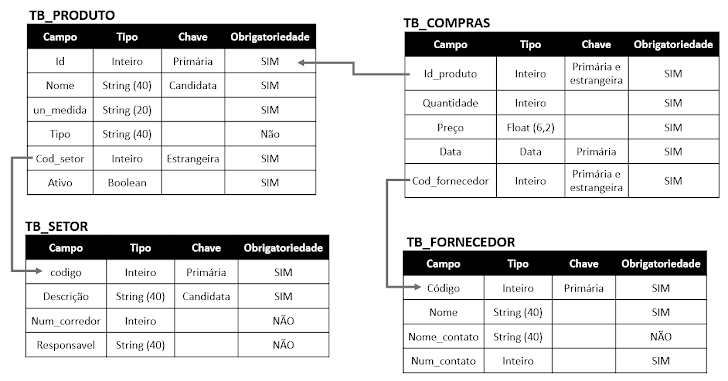 TB_PRODUTO
Campo Tipo Chave Obrigatoriedade
Id Inteiro Primária SIM
Nome String (40) Candidata SIM
un_medida String (20) SIM
Tipo String (40) Não
Cod_setor Inteiro Estrangeira SIM
Ativo Boolean SIM
TB_SETOR
Campo Tipo Chave Obrigatoriedade
codigo Inteiro Primária SIM
Descrição String (40) Candidata SIM
Num_corredor Inteiro NÃO
Responsavel String (40) NÃO
TB_COMPRAS
Campo Tipo Chave Obrigatoriedade
Id_produto Inteiro Primária e estrangeira SIM
Quantidade Inteiro SIM
Preço Float (6,2) SIM
Data Data Primária SIM
Cod_fornecedor Inteiro Primária e estrangeira SIM
TB_FORNECEDOR
Campo Tipo Chave Obrigatoriedade
Código Inteiro Primária SIM
Nome String (40) SIM
Nome_contato String (40) NÃO
Num_contato Inteiro SIM